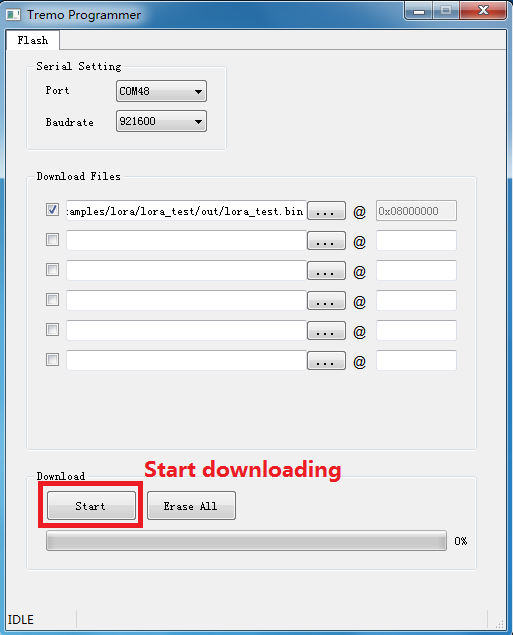 Tremo Programmer
Flash
Serial Setting
Port COM48
Baudrate 921600
Download Files
:amples/lora/lora_test/out/lora_test.bin ... @ 0x08000000
... @
... @
... @
... @
... @
Start downloading
Download
Start Erase All
0%
IDLE